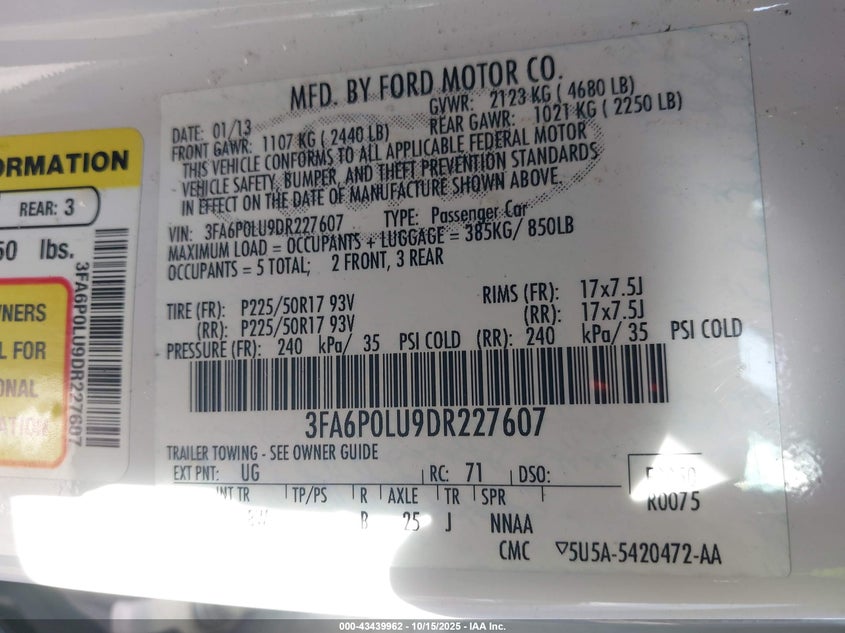 MFD. BY FORD MOTOR CO.
DATE: 01/13 GVWR: 2123 KG ( 4680 LB)
FRONT GAWR: 1107 KG ( 2440 LB) REAR GAWR: 1021 KG ( 2250 LB)
THIS VEHICLE CONFORMS TO ALL APPLICABLE FEDERAL MOTOR
VEHICLE SAFETY, BUMPER, AND THEFT PREVENTION STANDARDS
IN EFFECT ON THE DATE OF MANUFACTURE SHOWN ABOVE.
VIN: 3FA6P0LU9DR227607 TYPE: Passenger Car
MAXIMUM LOAD = OCCUPANTS + LUGGAGE = 385KG/ 850LB
OCCUPANTS = 5 TOTAL; 2 FRONT, 3 REAR
TIRE (FR): P225/50R17 93V RIMS (FR): 17x7.5J
(RR): P225/50R17 93V (RR): 17x7.5J
PRESSURE (FR): 240 kPa/ 35 PSI COLD (RR): 240 kPa/ 35 PSI COLD
3FA6P0LU9DR227607
TRAILER TOWING - SEE OWNER GUIDE
EXT PNT: UG RC: 71 DSO:
R0075
INT TR TP/PS R AXLE TR SPR
B 25 J NNAA
CMC ▽5U5A-5420472-AA
ORMATION
REAR: 3
50 lbs.
3FA6P0LU9DR227607
NERS
L FOR
ONAL
000-43439962 - 10/15/2025 - IAA Inc.